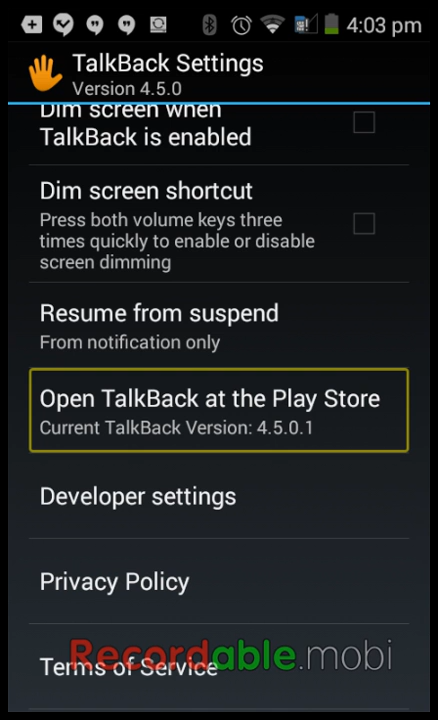 4:03 pm
TalkBack Settings
Version 4.5.0
Dim screen when
TalkBack is enabled
Dim screen shortcut
Press both volume keys three
times quickly to enable or disable
screen dimming
Resume from suspend
From notification only
Open TalkBack at the Play Store
Current TalkBack Version: 4.5.0.1
Developer settings
Privacy Policy
Recordable.mobi
Terms of Service